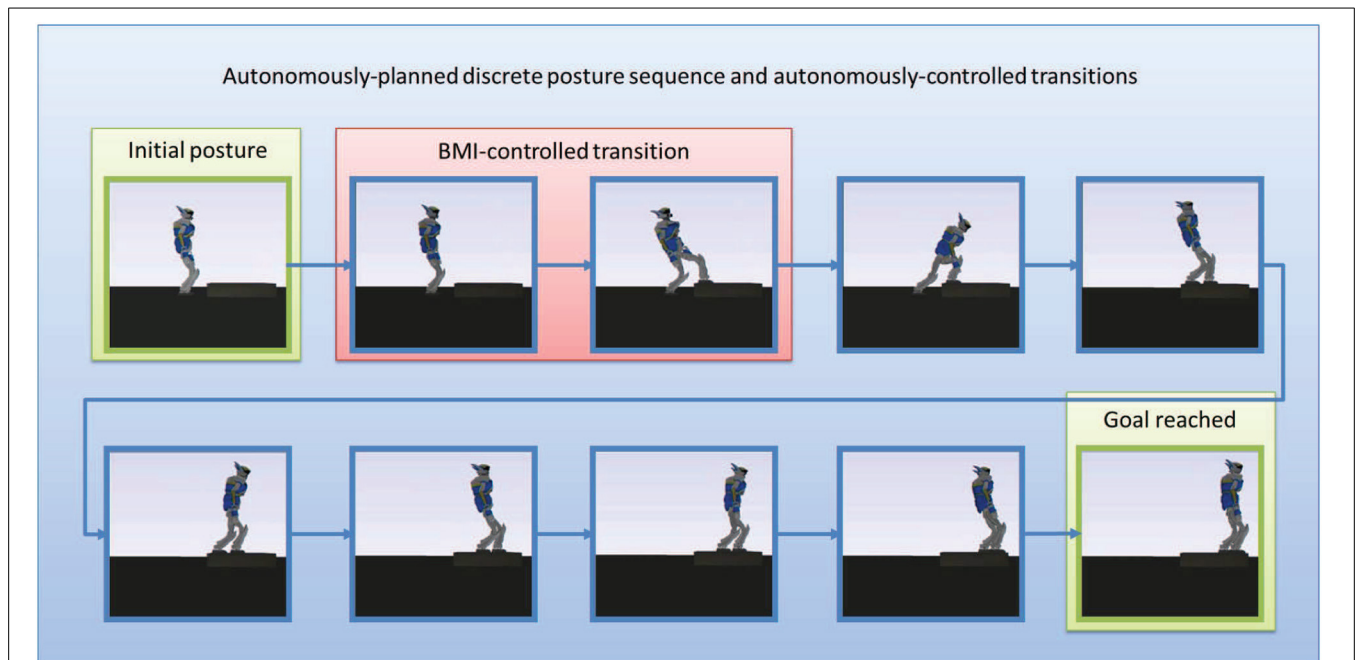 Autonomously-planned discrete posture sequence and autonomously-controlled transitions
Initial posture
BMI-controlled transition
Goal reached